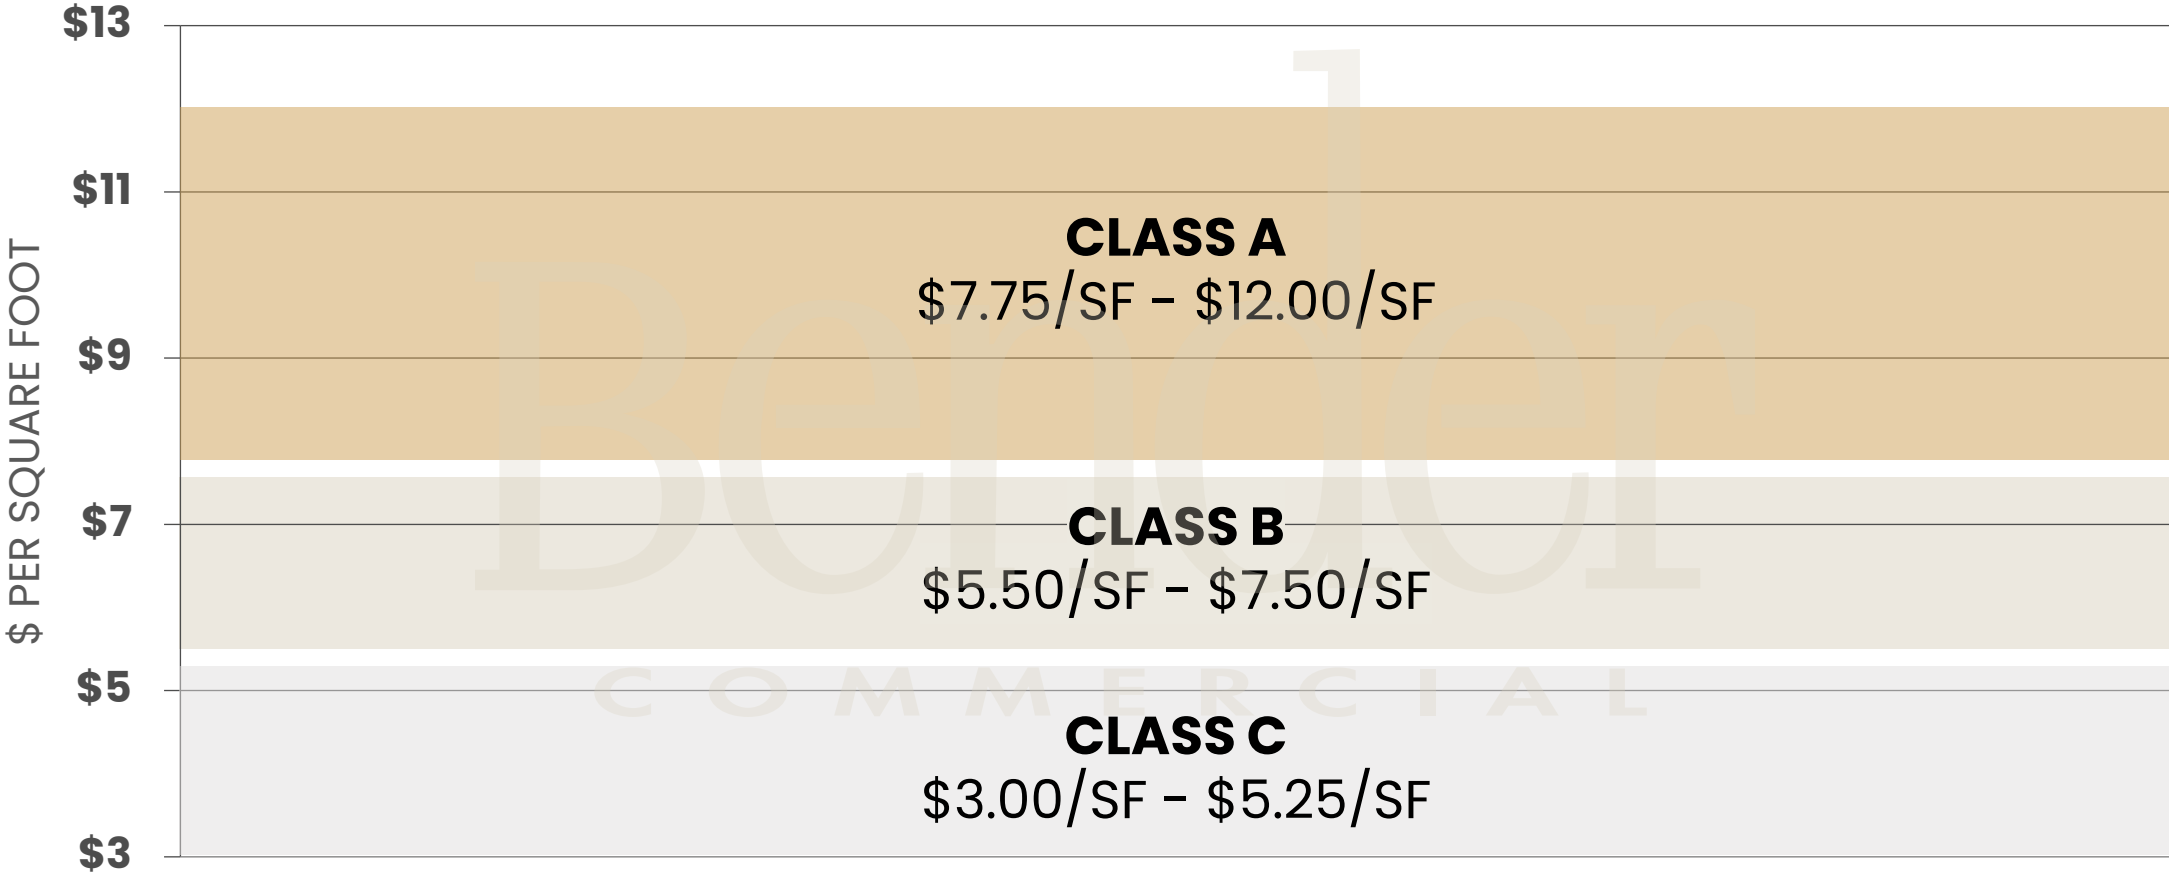 $13
$11
$9
$7
$5
$3
$ PER SQUARE FOOT
CLASS A
$7.75/SF - $12.00/SF
CLASS B
$5.50/SF - $7.50/SF
CLASS C
$3.00/SF - $5.25/SF
Bender
COMMERCIAL